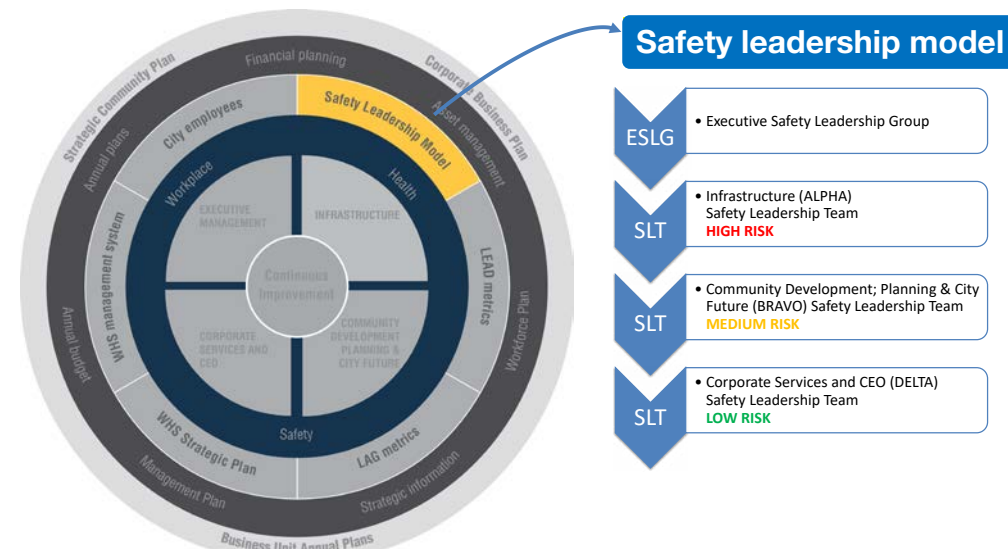 Strategic Community Plan
Corporate Business Plan
Business Unit Annual Plans
Financial planning
Asset management
Workforce Plan
Strategic information
Management Plan
Annual budget
Annual plans
City employees
Safety Leadership Model
LEAD metrics
LAG metrics
WHS Strategic Plan
WHS management system
Workplace
Health
Safety
EXECUTIVE
MANAGEMENT
INFRASTRUCTURE
Continuous
Improvement
CORPORATE
SERVICES AND
CEO
COMMUNITY
DEVELOPMENT
PLANNING &
CITY FUTURE
Safety leadership model
ESLG
• Executive Safety Leadership Group
SLT
• Infrastructure (ALPHA)
Safety Leadership Team
HIGH RISK
SLT
• Community Development; Planning & City
Future (BRAVO) Safety Leadership Team
MEDIUM RISK
SLT
• Corporate Services and CEO (DELTA)
Safety Leadership Team
LOW RISK